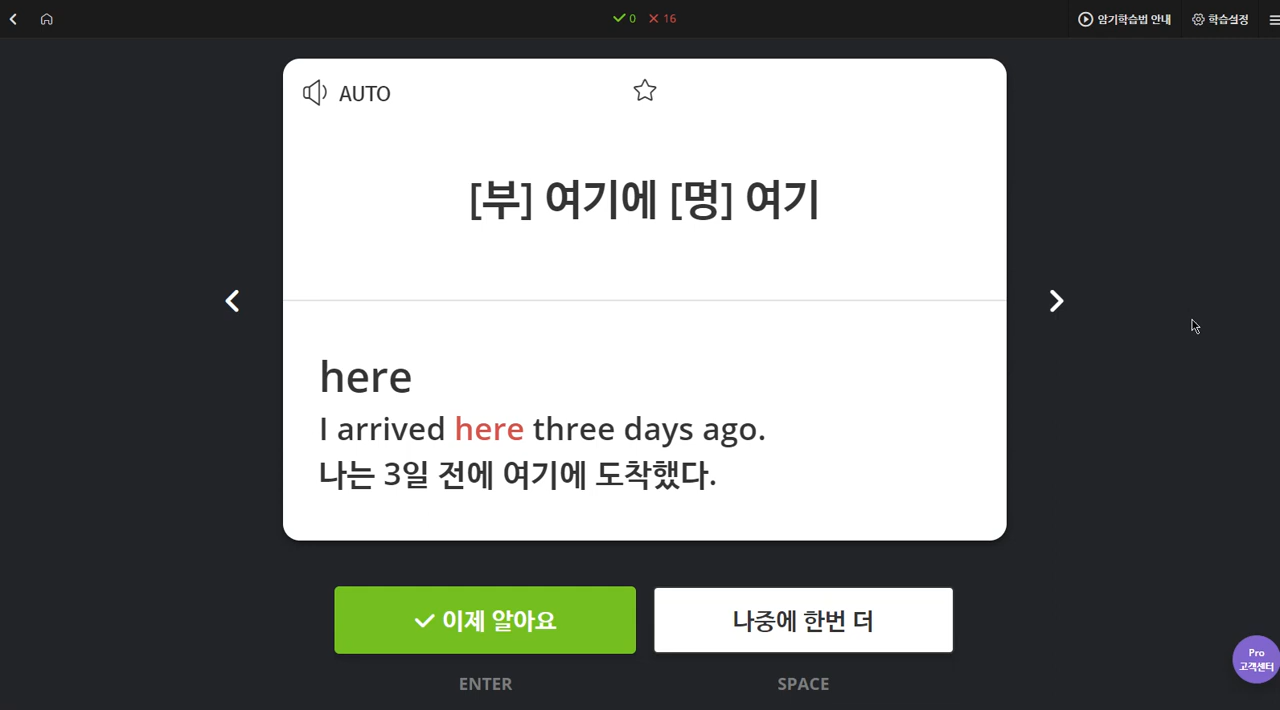 0 16 암기학습법 안내 학습설정
AUTO
[부] 여기에 [명] 여기
here
I arrived here three days ago.
나는 3일 전에 여기에 도착했다.
이제 알아요 나중에 한번 더
ENTER SPACE
Pro
고객센터